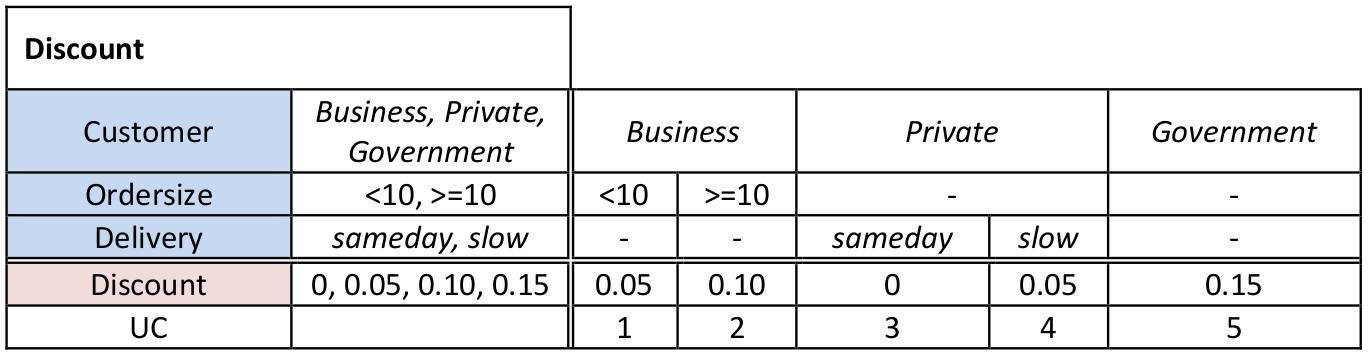 Discount
Customer Business, Private, Government Business Private Government
Ordersize <10, >=10 <10 >=10 - -
Delivery sameday, slow - - sameday slow -
Discount 0, 0.05, 0.10, 0.15 0.05 0.10 0 0.05 0.15
UC 1 2 3 4 5